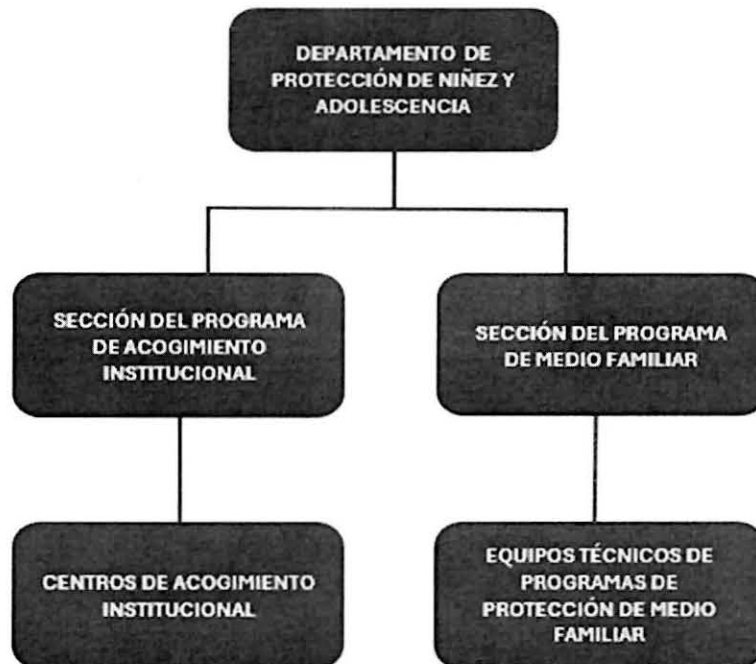 DEPARTAMENTO DE
PROTECCIÓN DE NIÑEZ Y
ADOLESCENCIA
SECCIÓN DEL PROGRAMA
DE ACOGIMIENTO
INSTITUCIONAL
SECCIÓN DEL PROGRAMA
DE MEDIO FAMILIAR
CENTROS DE ACOGIMIENTO
INSTITUCIONAL
EQUIPOS TÉCNICOS DE
PROGRAMAS DE
PROTECCIÓN DE MEDIO
FAMILIAR